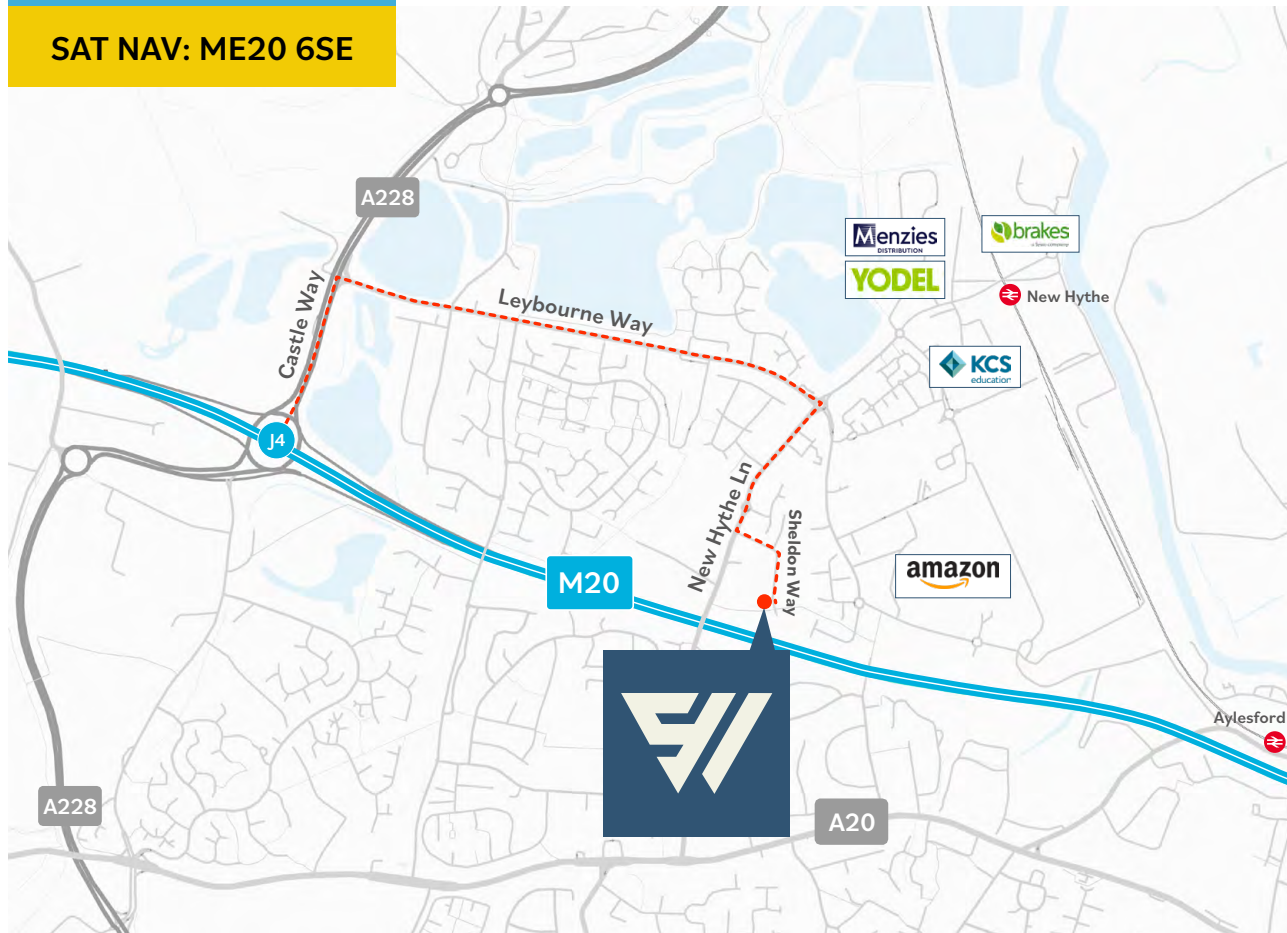 SAT NAV: ME20 6SE
A228
Castle Way
Leybourne Way
Menzies
DISTRIBUTION
YODEL
brakes
New Hythe
KCS
education
J4
New Hythe Ln
Sheldon Way
M20
amazon
Aylesford
A228
A20